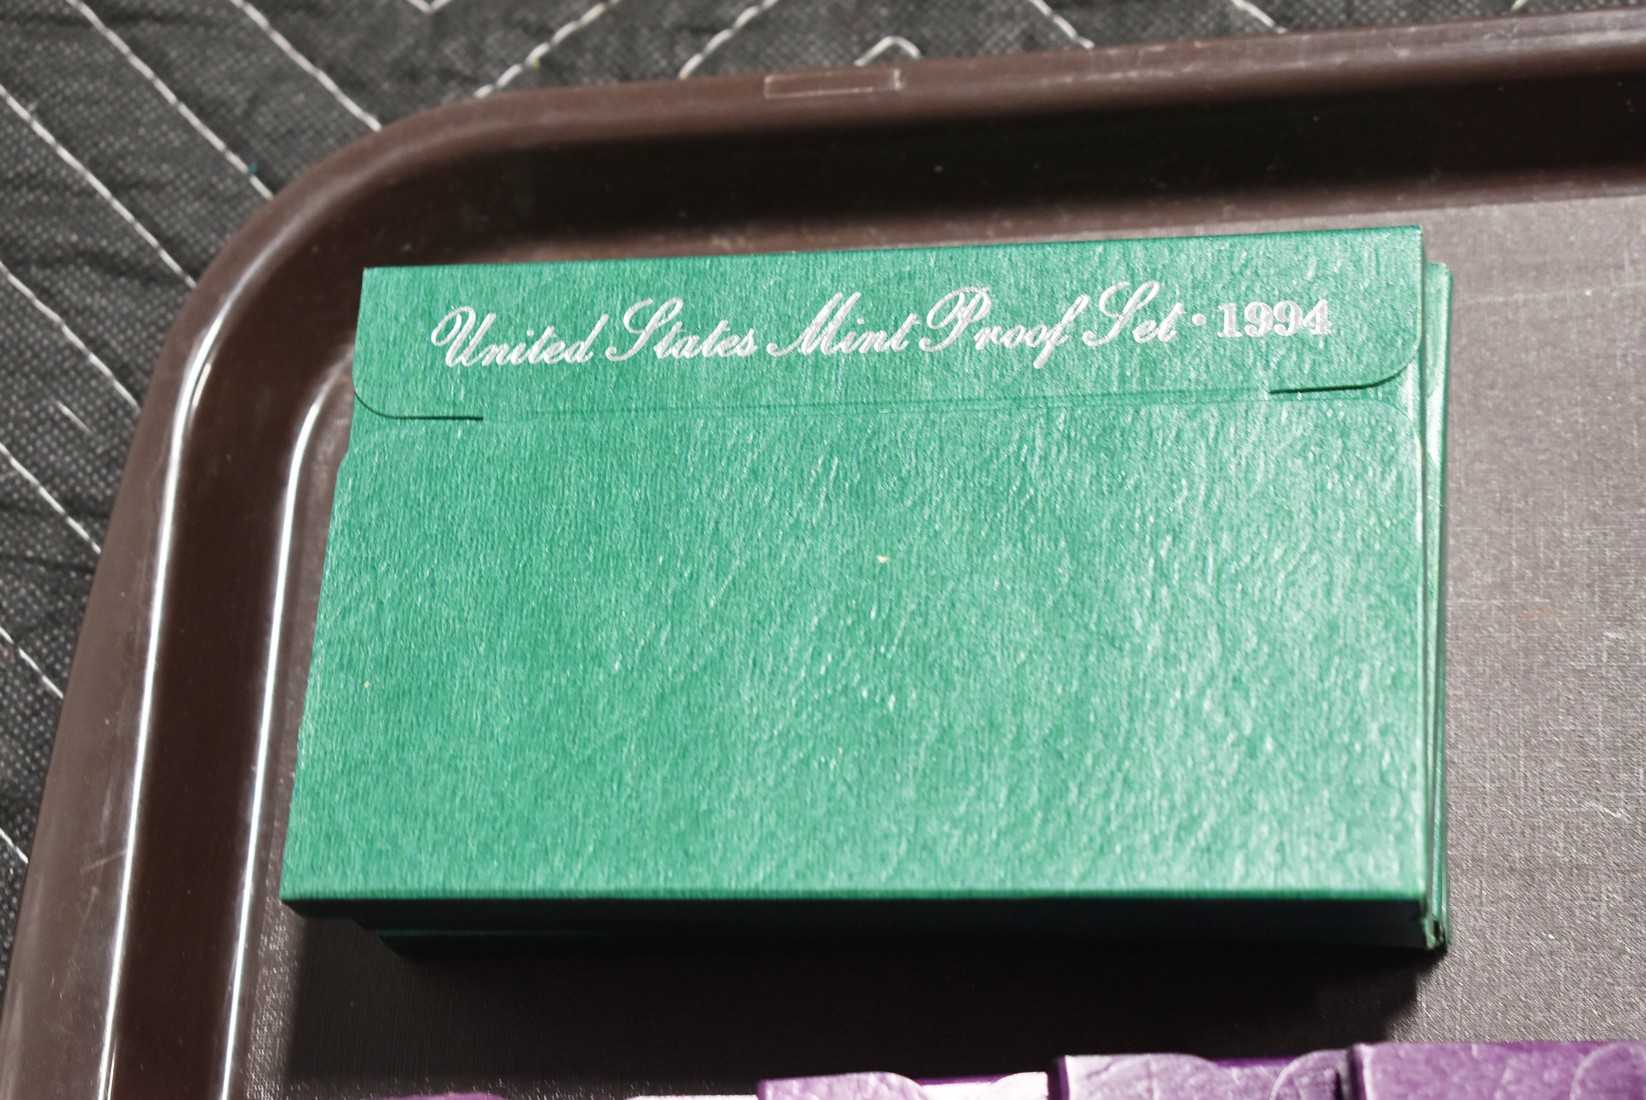 United States Mint Proof Set · 1994